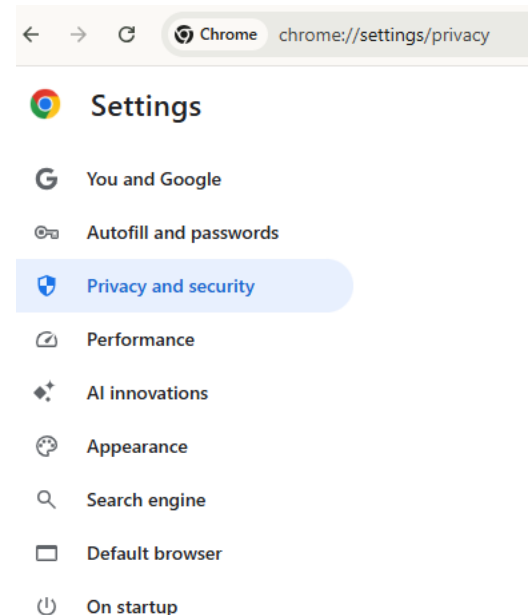 Chrome chrome://settings/privacy
Settings
You and Google
Autofill and passwords
Privacy and security
Performance
AI innovations
Appearance
Search engine
Default browser
On startup